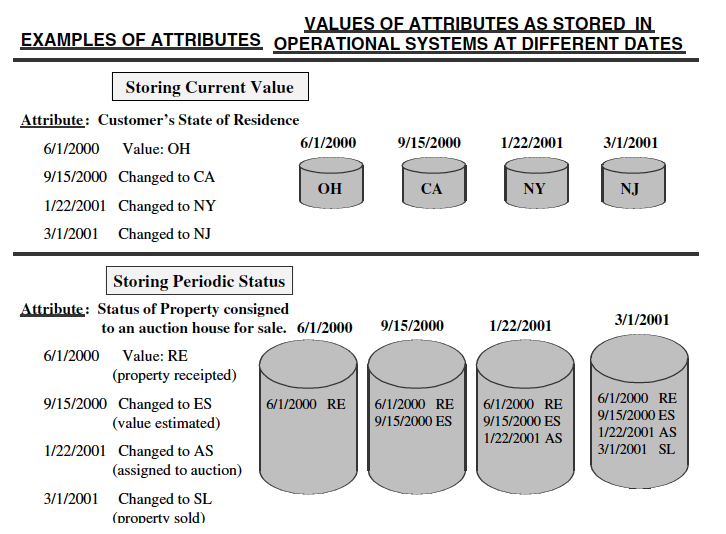 EXAMPLES OF ATTRIBUTES
VALUES OF ATTRIBUTES AS STORED IN
OPERATIONAL SYSTEMS AT DIFFERENT DATES
Storing Current Value
Attribute: Customer's State of Residence
6/1/2000 Value: OH
9/15/2000 Changed to CA
1/22/2001 Changed to NY
3/1/2001 Changed to NJ
6/1/2000 9/15/2000 1/22/2001 3/1/2001
OH CA NY NJ
Storing Periodic Status
Attribute: Status of Property consigned
to an auction house for sale.
6/1/2000 Value: RE
(property receipted)
9/15/2000 Changed to ES
(value estimated)
1/22/2001 Changed to AS
(assigned to auction)
3/1/2001 Changed to SL
(property sold)
6/1/2000
6/1/2000 RE
9/15/2000
6/1/2000 RE
9/15/2000 ES
1/22/2001
6/1/2000 RE
9/15/2000 ES
1/22/2001 AS
3/1/2001
6/1/2000 RE
9/15/2000 ES
1/22/2001 AS
3/1/2001 SL